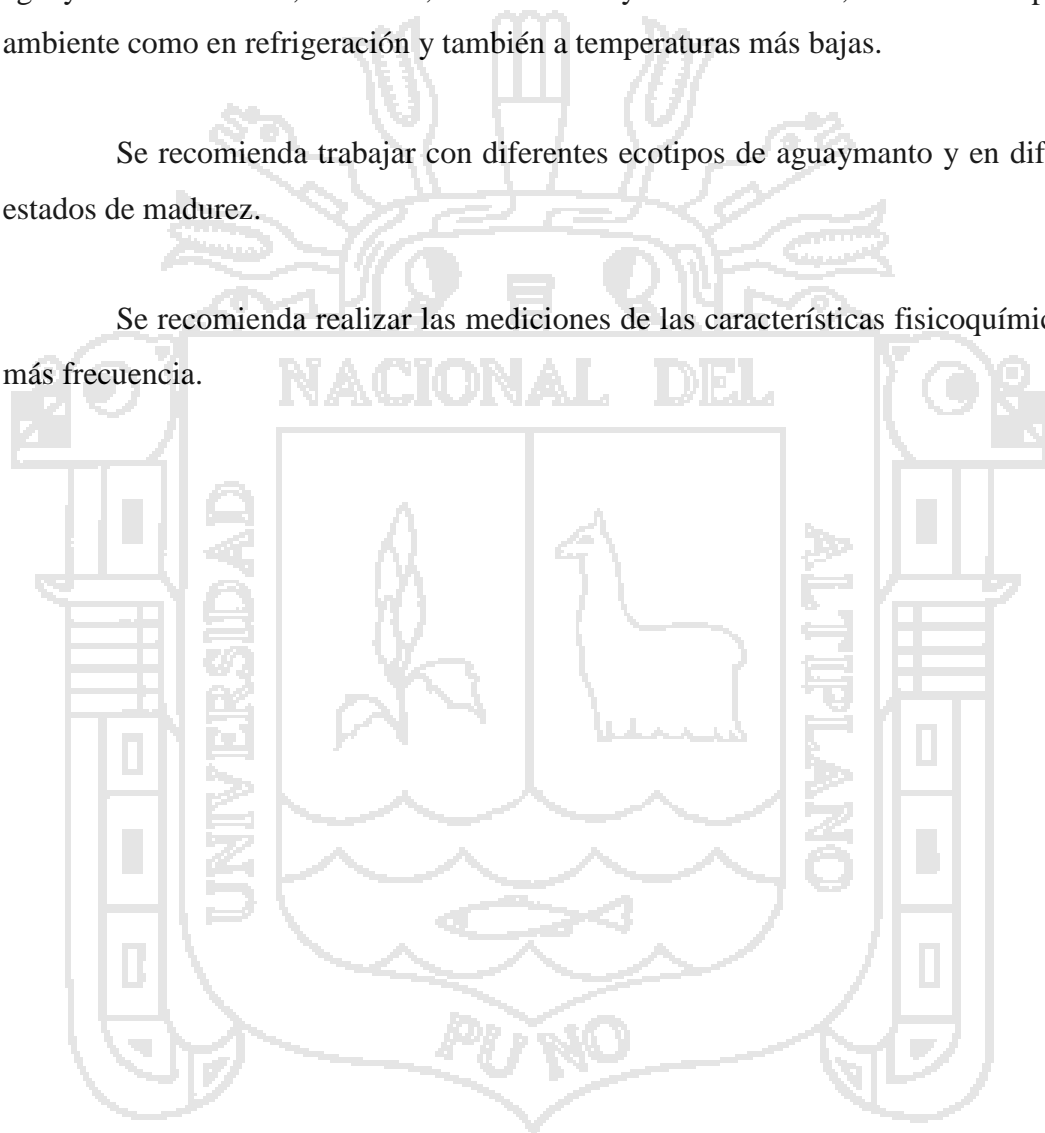 ambiente como en refrigeración y también a temperaturas más bajas.
Se recomienda trabajar con diferentes ecotipos de aguaymanto y en dif
estados de madurez.
Se recomienda realizar las mediciones de las características fisicoquími
más frecuencia.
NACIONAL DEL
UNIVERSIDAD
ALTIPLANO
PUNO